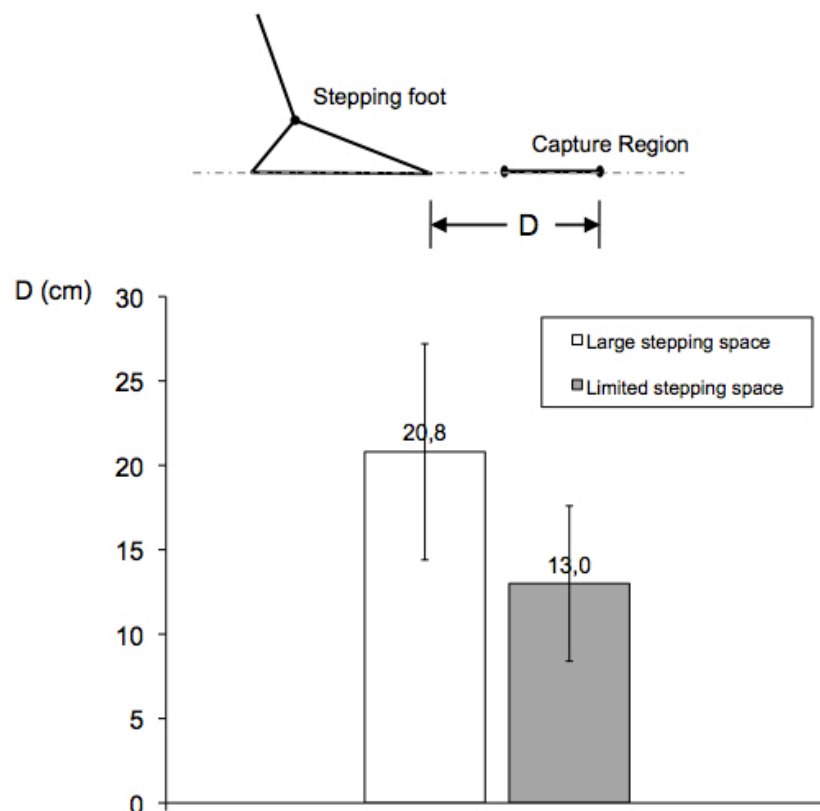 Stepping foot
Capture Region
D
D (cm)
30
Large stepping space
Limited stepping space
25
20,8
20
15
13,0
10
5
0